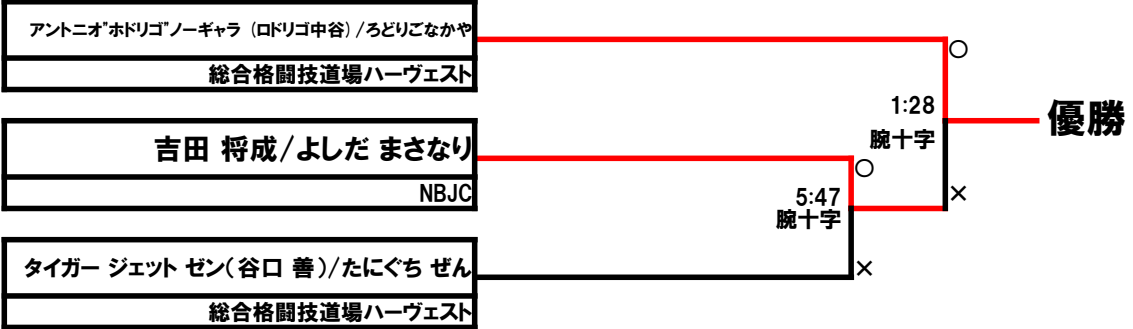 アントニオ"ホドリゴ"ノーギャラ (ロドリゴ中谷)/ろどりごなかや
総合格闘技道場ハーヴェスト
○
1:28
腕十字
優勝
吉田 将成/よしだ まさなり
NBJC
○
5:47
腕十字
×
タイガー ジェット ゼン(谷口 善)/たにぐち ぜん
×
総合格闘技道場ハーヴェスト